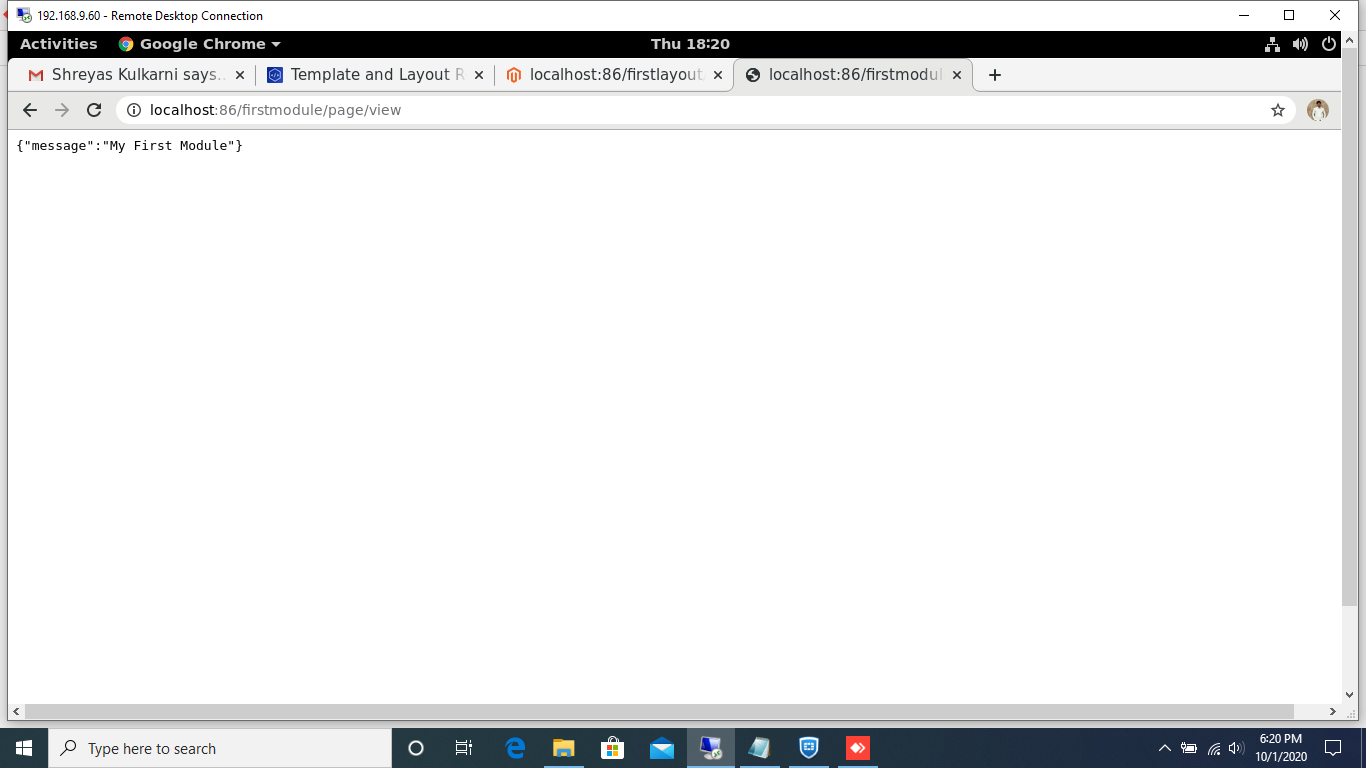 192.168.9.60 - Remote Desktop Connection
Activities Google Chrome Thu 18:20
Shreyas Kulkarni says... Template and Layout R localhost:86/firstlayout localhost:86/firstmodul
localhost:86/firstmodule/page/view
{"message":"My First Module"}
Type here to search
6:20 PM
10/1/2020